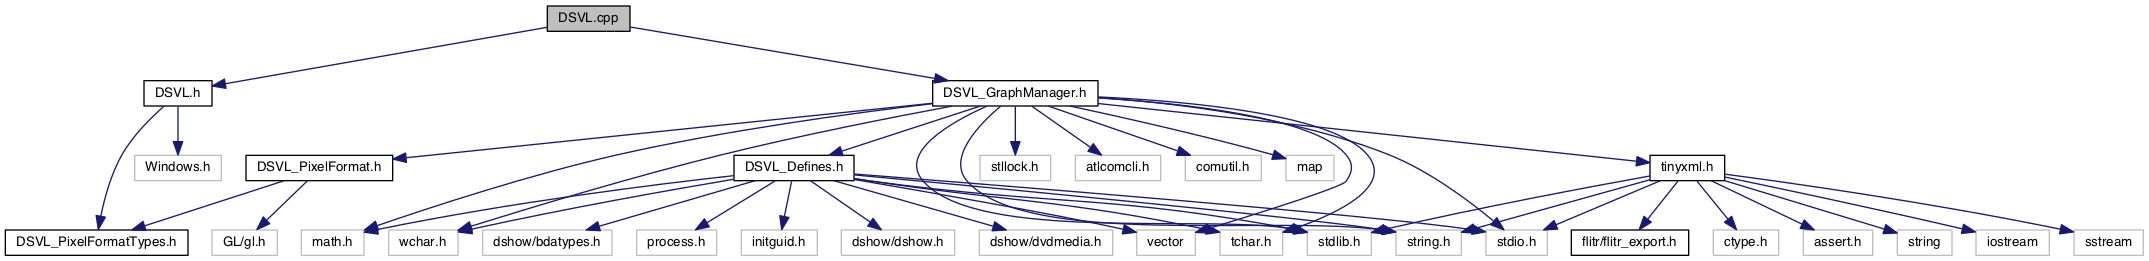 DSVL.cpp
DSVL.h
DSVL_GraphManager.h
Windows.h
DSVL_PixelFormat.h
DSVL_Defines.h
stllock.h
atlcomcli.h
comutil.h
map
tinyxml.h
DSVL_PixelFormatTypes.h
GL/gl.h
math.h
wchar.h
dshow/bdatypes.h
process.h
initguid.h
dshow/dshow.h
dshow/dvdmedia.h
vector
tchar.h
stdlib.h
string.h
stdio.h
flitr/flitr_export.h
ctype.h
assert.h
string
iostream
sstream